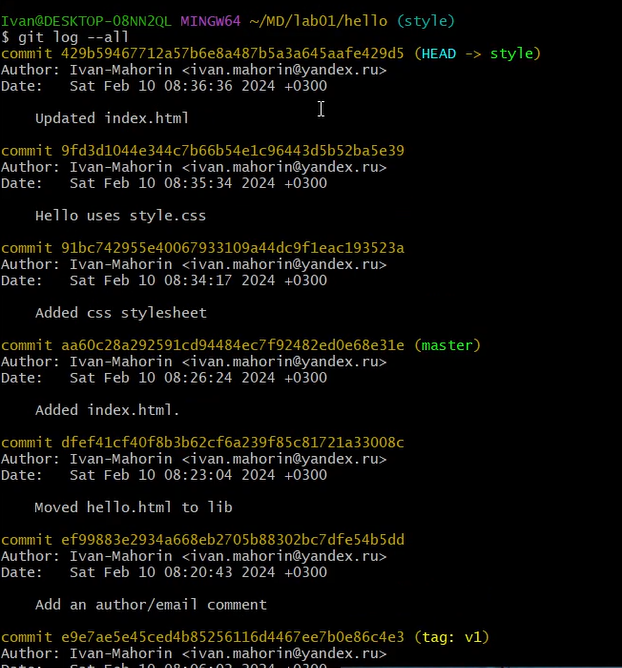 Ivan@DESKTOP-08NN2QL MINGW64 ~/MD/lab01/hello (style)
$ git log --all
commit 429b59467712a57b6e8a487b5a3a645aafe429d5 (HEAD -> style)
Author: Ivan-Mahorin <ivan.mahorin@yandex.ru>
Date:   Sat Feb 10 08:36:36 2024 +0300
    Updated index.html
commit 9fd3d1044e344c7b66b54e1c96443d5b52ba5e39
Author: Ivan-Mahorin <ivan.mahorin@yandex.ru>
Date:   Sat Feb 10 08:35:34 2024 +0300
    Hello uses style.css
commit 91bc742955e40067933109a44dc9f1eac193523a
Author: Ivan-Mahorin <ivan.mahorin@yandex.ru>
Date:   Sat Feb 10 08:34:17 2024 +0300
    Added css stylesheet
commit aa60c28a292591cd94484ec7f92482ed0e68e31e (master)
Author: Ivan-Mahorin <ivan.mahorin@yandex.ru>
Date:   Sat Feb 10 08:26:24 2024 +0300
    Added index.html.
commit dfef41cf40f8b3b62cf6a239f85c81721a33008c
Author: Ivan-Mahorin <ivan.mahorin@yandex.ru>
Date:   Sat Feb 10 08:23:04 2024 +0300
    Moved hello.html to lib
commit ef99883e2934a668eb2705b88302bc7dfe54b5dd
Author: Ivan-Mahorin <ivan.mahorin@yandex.ru>
Date:   Sat Feb 10 08:20:43 2024 +0300
    Add an author/email comment
commit e9e7ae5e45ced4b85256116d4467ee7b0e86c4e3 (tag: v1)
Author: Ivan-Mahorin <ivan.mahorin@yandex.ru>